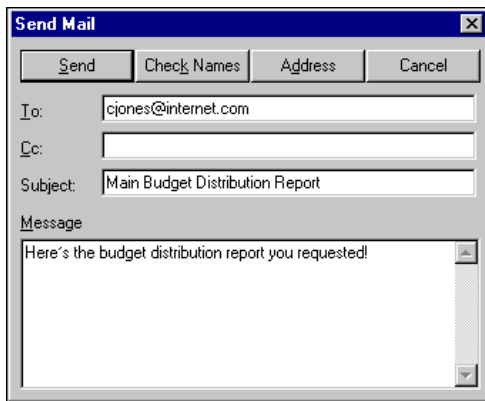 Send Mail
Send Check Names Address Cancel
To: cjones@internet.com
Cc:
Subject: Main Budget Distribution Report
Message
Here´s the budget distribution report you requested!